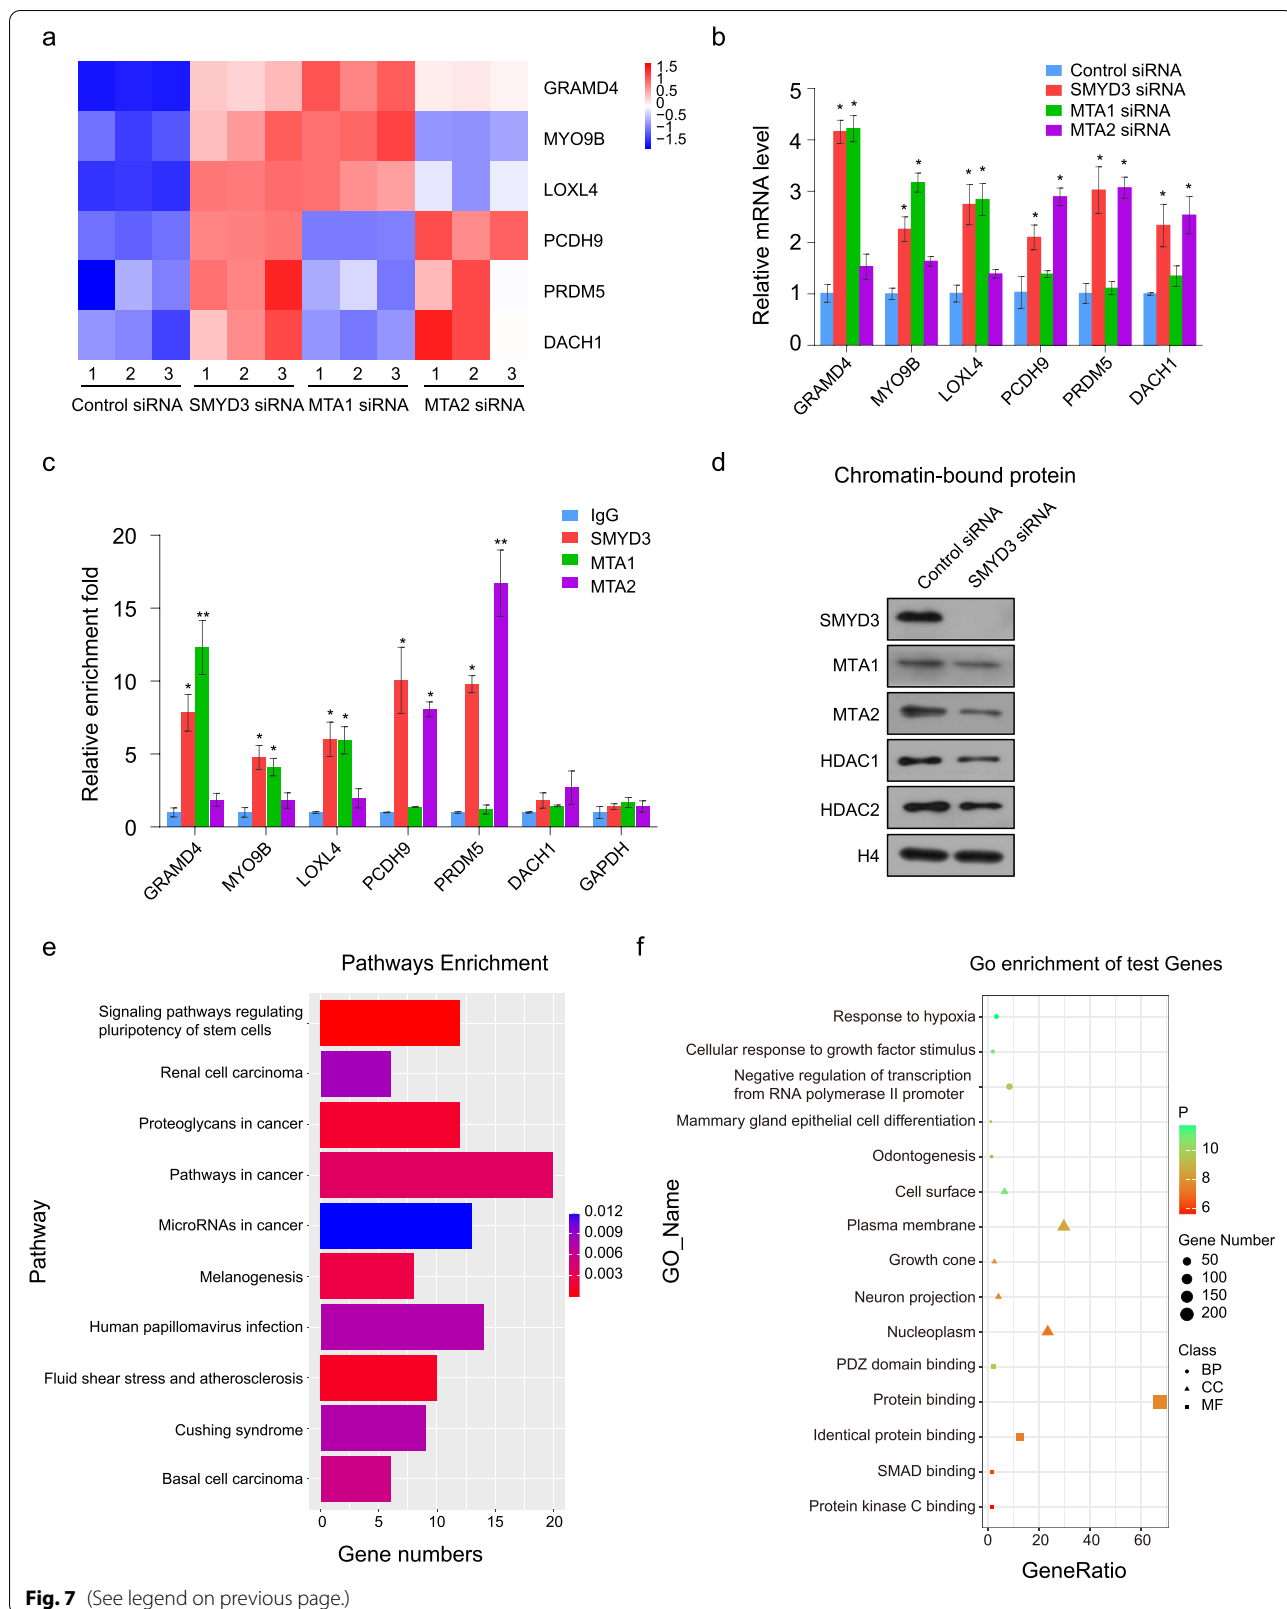 a
1.5
1
0.5
0
−0.5
−1
−1.5
GRAMD4
MYO9B
LOXL4
PCDH9
PRDM5
DACH1
1 2 3 1 2 3 1 2 3 1 2 3
Control siRNA SMYD3 siRNA MTA1 siRNA MTA2 siRNA
b
Control siRNA
SMYD3 siRNA
MTA1 siRNA
MTA2 siRNA
Relative mRNA level
5
4
3
2
1
0
* * * * * * * * * * * *
GRAMD4 MYO9B LOXL4 PCDH9 PRDM5 DACH1
c
IgG
SMYD3
MTA1
MTA2
Relative enrichment fold
20
15
10
5
0
* ** * * * * * * * **
GRAMD4 MYO9B LOXL4 PCDH9 PRDM5 DACH1 GAPDH
d
Chromatin-bound protein
Control siRNA SMYD3 siRNA
SMYD3
MTA1
MTA2
HDAC1
HDAC2
H4
e
Pathways Enrichment
Pathway
Signaling pathways regulating
pluripotency of stem cells
Renal cell carcinoma
Proteoglycans in cancer
Pathways in cancer
MicroRNAs in cancer
Melanogenesis
Human papillomavirus infection
Fluid shear stress and atherosclerosis
Cushing syndrome
Basal cell carcinoma
0 5 10 15 20
Gene numbers
0.012
0.009
0.006
0.003
f
Go enrichment of test Genes
GO_Name
Response to hypoxia
Cellular response to growth factor stimulus
Negative regulation of transcription
from RNA polymerase II promoter
Mammary gland epithelial cell differentiation
Odontogenesis
Cell surface
Plasma membrane
Growth cone
Neuron projection
Nucleoplasm
PDZ domain binding
Protein binding
Identical protein binding
SMAD binding
Protein kinase C binding
0 20 40 60
GeneRatio
P
10
8
6
Gene Number
50
100
150
200
Class
BP
CC
MF
Fig. 7 (See legend on previous page.)